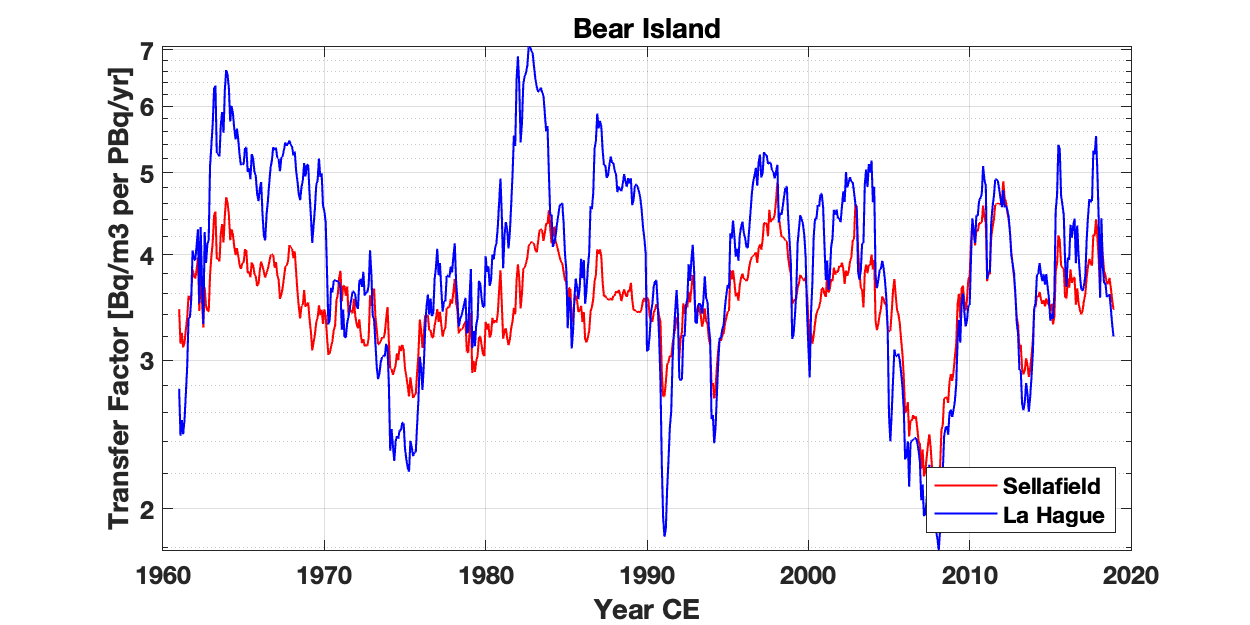 Bear Island
Transfer Factor [Bq/m3 per PBq/yr]
7
6
5
4
3
2
1960 1970 1980 1990 2000 2010 2020
Year CE
Sellafield
La Hague